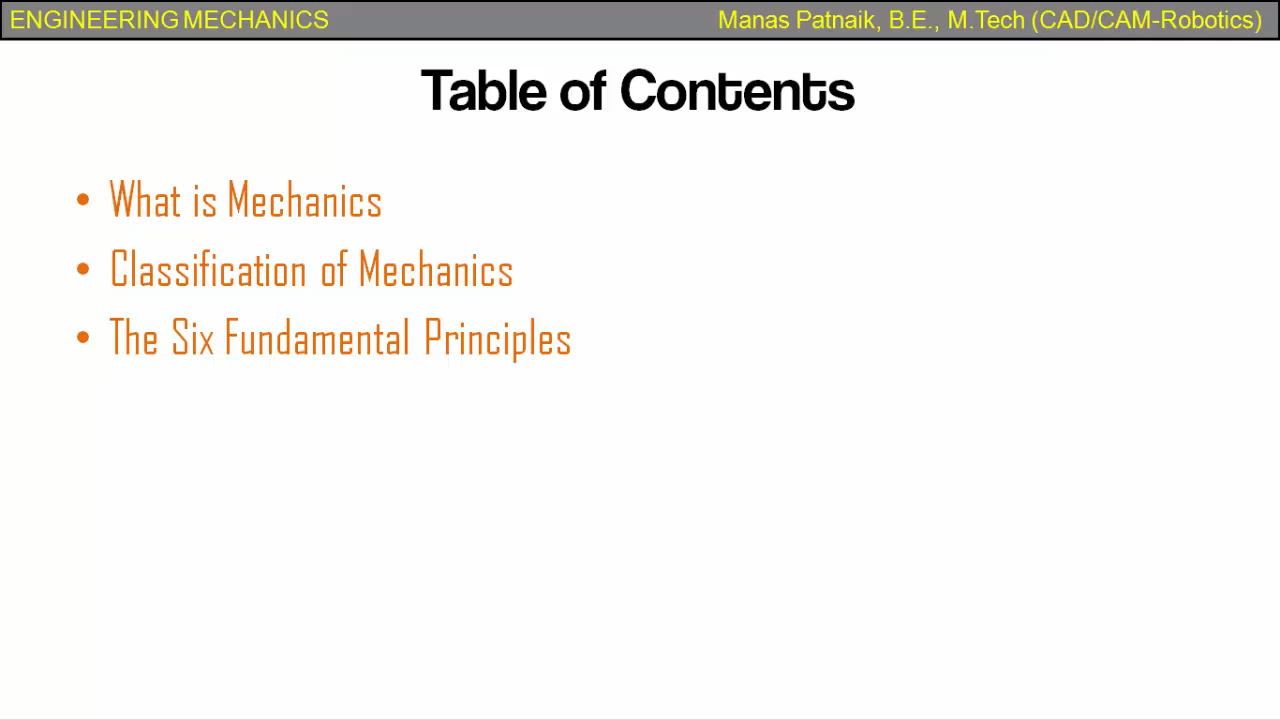 ENGINEERING MECHANICS
Manas Patnaik, B.E., M.Tech (CAD/CAM-Robotics)
Table of Contents
• What is Mechanics
• Classification of Mechanics
• The Six Fundamental Principles